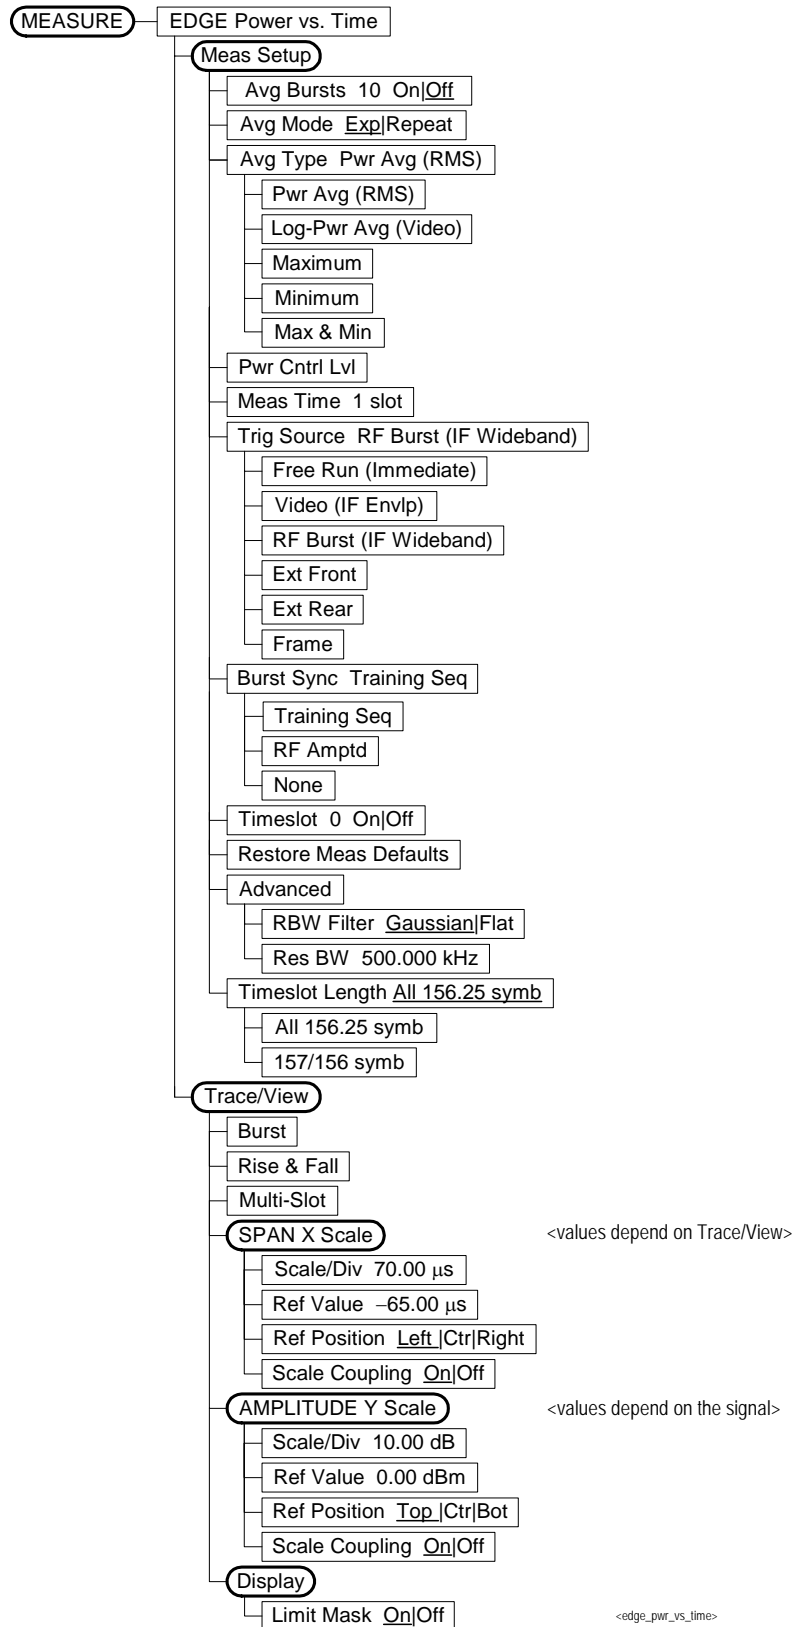 MEASURE EDGE Power vs. Time
Meas Setup
Avg Bursts 10 On|Off
Avg Mode Exp|Repeat
Avg Type Pwr Avg (RMS)
Pwr Avg (RMS)
Log-Pwr Avg (Video)
Maximum
Minimum
Max & Min
Pwr Cntrl Lvl
Meas Time 1 slot
Trig Source RF Burst (IF Wideband)
Free Run (Immediate)
Video (IF Envlp)
RF Burst (IF Wideband)
Ext Front
Ext Rear
Frame
Burst Sync Training Seq
Training Seq
RF Amptd
None
Timeslot 0 On|Off
Restore Meas Defaults
Advanced
RBW Filter Gaussian|Flat
Res BW 500.000 kHz
Timeslot Length All 156.25 symb
All 156.25 symb
157/156 symb
Trace/View
Burst
Rise & Fall
Multi-Slot
SPAN X Scale <values depend on Trace/View>
Scale/Div 70.00 μs
Ref Value −65.00 μs
Ref Position Left |Ctr|Right
Scale Coupling On|Off
AMPLITUDE Y Scale <values depend on the signal>
Scale/Div 10.00 dB
Ref Value 0.00 dBm
Ref Position Top |Ctr|Bot
Scale Coupling On|Off
Display
Limit Mask On|Off <edge_pwr_vs_time>